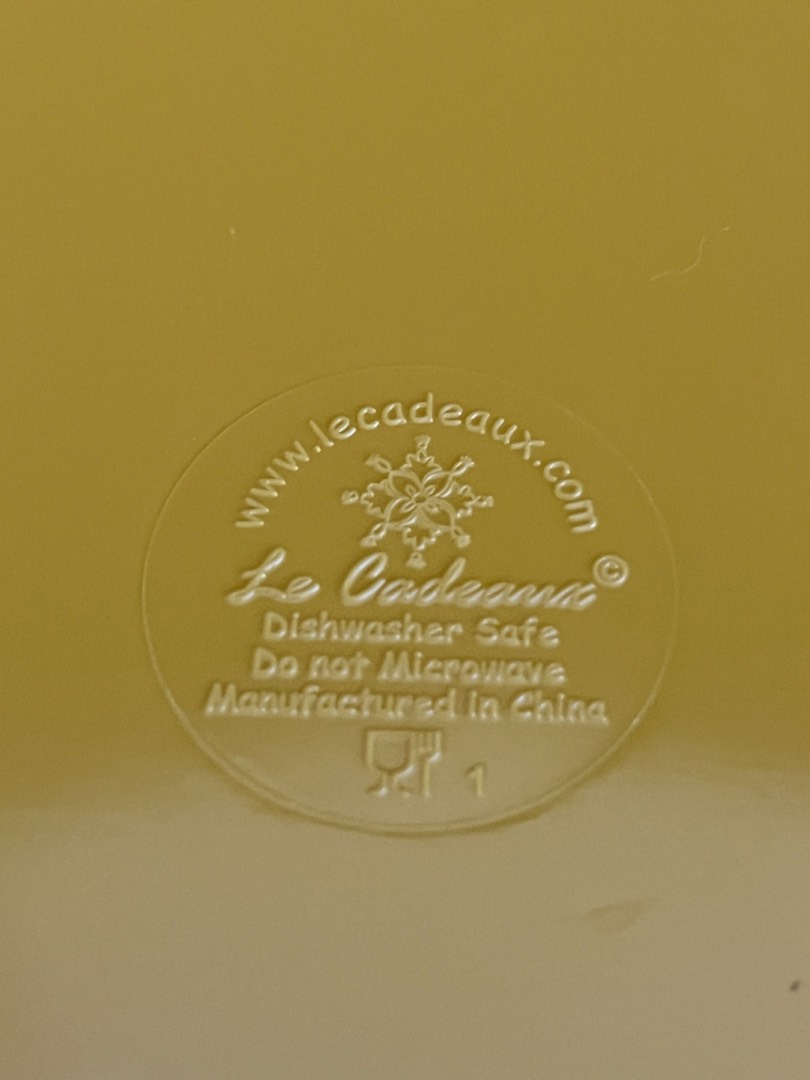 www.lecadeaux.com
Le Cadeaux©
Dishwasher Safe
Do not Microwave
Manufactured in China
1